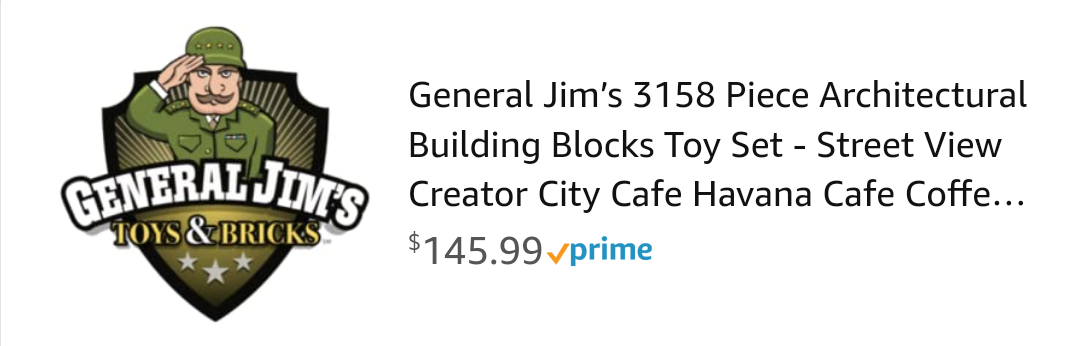 GENERAL JIM'S
TOYS & BRICKS
General Jim’s 3158 Piece Architectural
Building Blocks Toy Set - Street View
Creator City Cafe Havana Cafe Coffe...
$145.99 prime